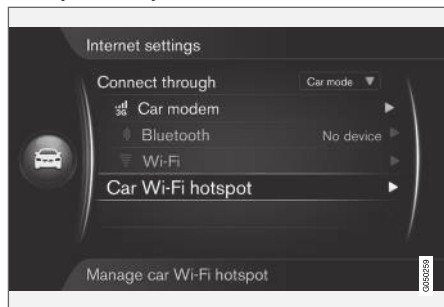 Internet settings
Connect through Car mode
3G Car modem
Bluetooth No device
Wi-Fi
Car Wi-Fi hotspot
Manage car Wi-Fi hotspot
G050259